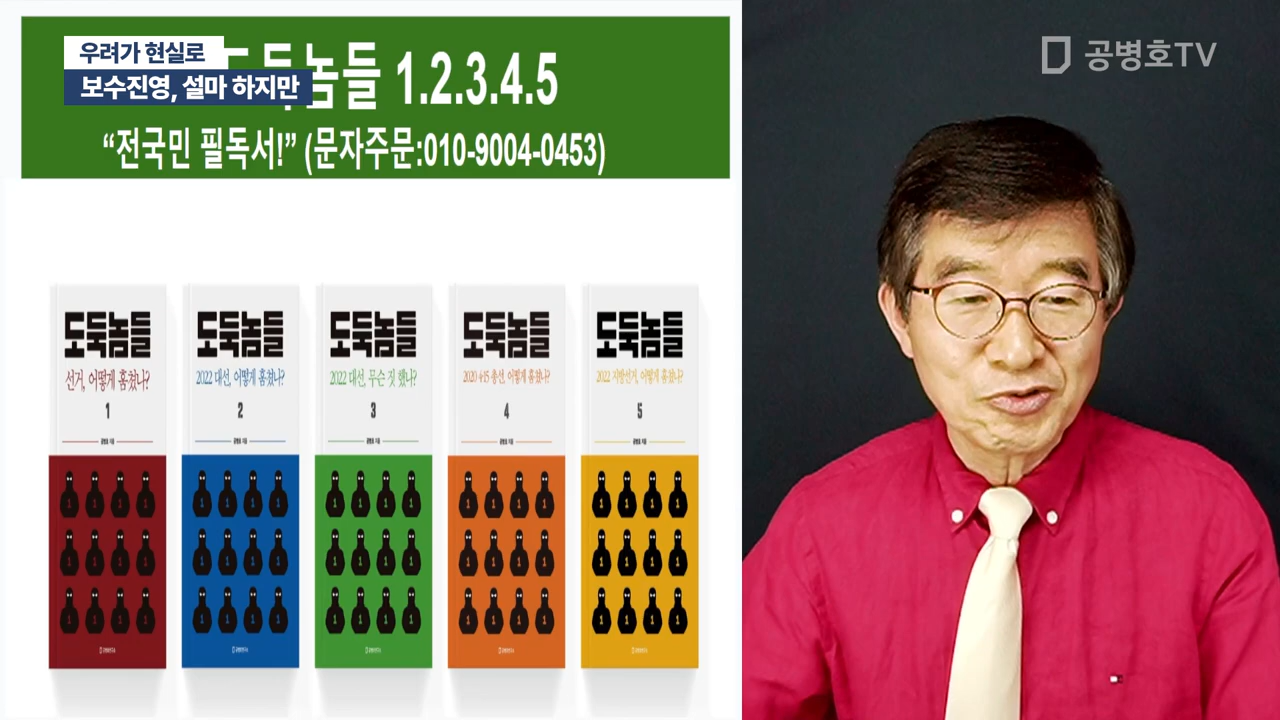 우려가 현실로
보수진영, 설마 하지만
도둑놈들 1.2.3.4.5
“전국민 필독서!” (문자주문:010-9004-0453)
공병호TV
도둑놈들
선거, 어떻게 훔쳤나?
1
도둑놈들
2022 대선, 어떻게 훔쳤나?
2
도둑놈들
2022 대선, 무슨 짓 했나?
3
도둑놈들
2020 4·15 총선, 어떻게 훔쳤나?
4
도둑놈들
2022 지방선거, 어떻게 훔쳤나?
5